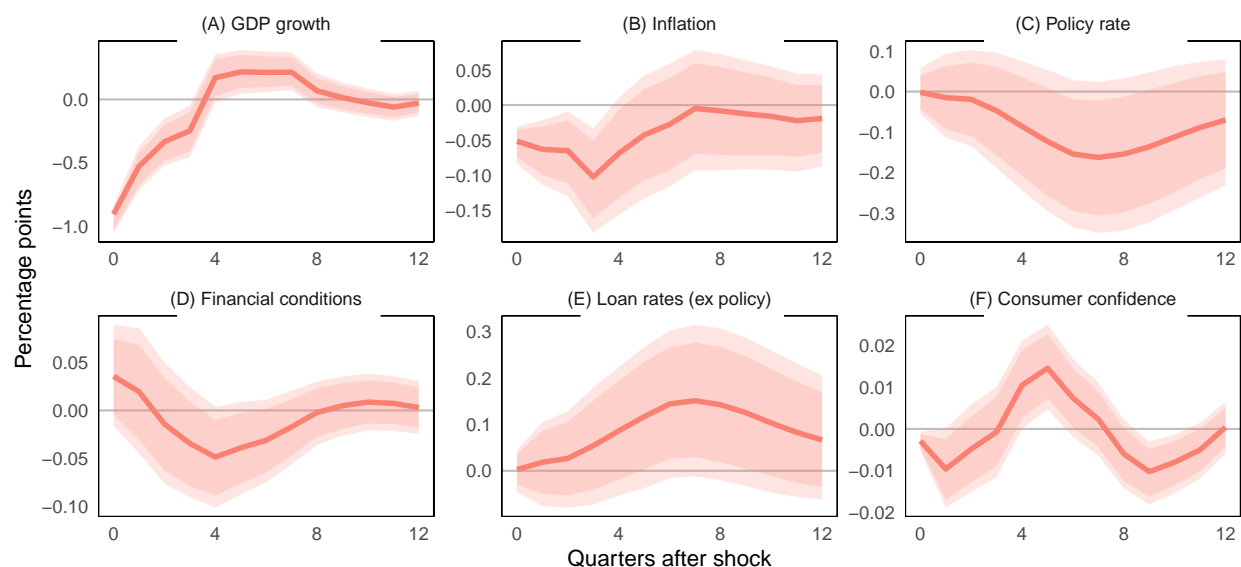 (A) GDP growth
(B) Inflation
(C) Policy rate
0.0
−0.5
−1.0
0.05
0.00
−0.05
−0.10
−0.15
0.1
0.0
−0.1
−0.2
−0.3
0 4 8 12
0 4 8 12
0 4 8 12
Percentage points
(D) Financial conditions
(E) Loan rates (ex policy)
(F) Consumer confidence
0.05
0.00
−0.05
−0.10
0.3
0.2
0.1
0.0
0.02
0.01
0.00
−0.01
−0.02
0 4 8 12
0 4 8 12
0 4 8 12
Quarters after shock